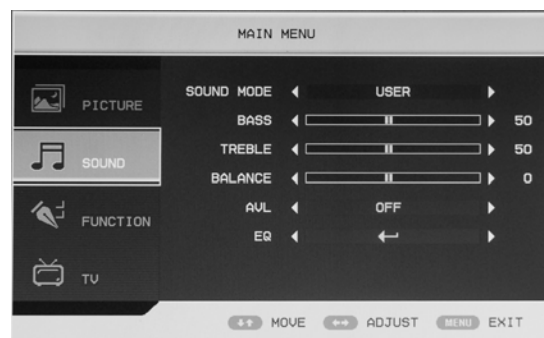 MAIN MENU
PICTURE
SOUND
FUNCTION
TV
SOUND MODE USER
BASS 50
TREBLE 50
BALANCE 0
AVL OFF
EQ
MOVE ADJUST MENU EXIT